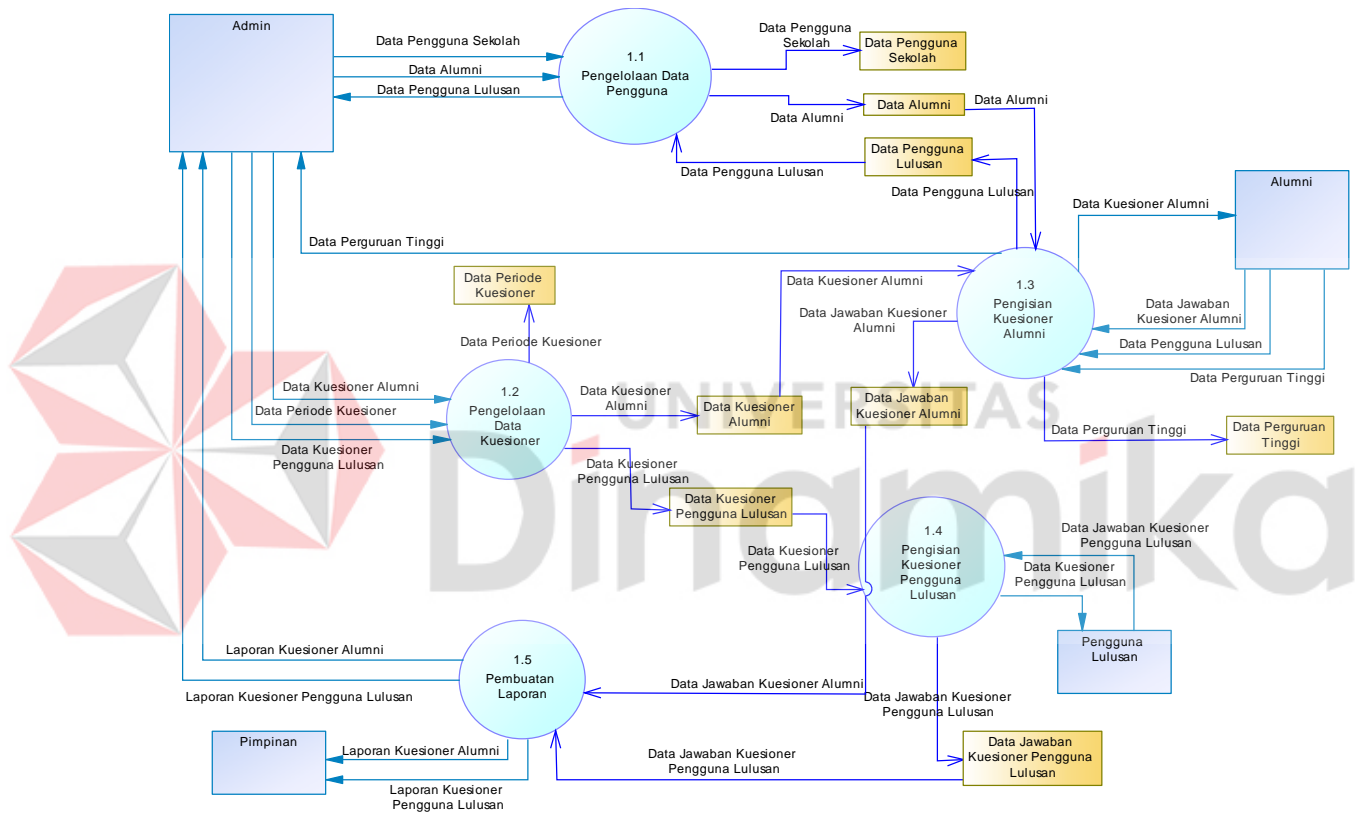 Admin
Data Pengguna Sekolah
Data Alumni
Data Pengguna Lulusan
1.1
Pengelolaan Data
Pengguna
Data Pengguna
Sekolah
Data Pengguna
Sekolah
Data Alumni
Data Alumni
Data Alumni
Data Pengguna
Lulusan
Data Pengguna Lulusan
Data Pengguna Lulusan
Alumni
Data Kuesioner Alumni
Data Perguruan Tinggi
1.3
Pengisian
Kuesioner
Alumni
Data Jawaban
Kuesioner Alumni
Data Pengguna Lulusan
Data Perguruan Tinggi
Data Periode
Kuesioner
Data Periode Kuesioner
Data Kuesioner Alumni
Data Jawaban Kuesioner
Alumni
Data Kuesioner Alumni
Data Periode Kuesioner
Data Kuesioner
Pengguna Lulusan
1.2
Pengelolaan
Data
Kuesioner
Data Kuesioner
Alumni
Data Kuesioner
Alumni
Data Jawaban
Kuesioner Alumni
Data Perguruan Tinggi
Data Perguruan
Tinggi
UNIVERSITAS
Dinamika
Data Kuesioner
Pengguna Lulusan
Data Kuesioner
Pengguna Lulusan
Data Kuesioner
Pengguna Lulusan
1.4
Pengisian
Kuesioner
Pengguna
Lulusan
Data Jawaban Kuesioner
Pengguna Lulusan
Data Kuesioner
Pengguna Lulusan
Pengguna
Lulusan
Laporan Kuesioner Alumni
Laporan Kuesioner Pengguna Lulusan
1.5
Pembuatan
Laporan
Data Jawaban Kuesioner Alumni
Data Jawaban Kuesioner
Pengguna Lulusan
Pimpinan
Laporan Kuesioner Alumni
Laporan Kuesioner
Pengguna Lulusan
Data Jawaban Kuesioner
Pengguna Lulusan
Data Jawaban
Kuesioner Pengguna
Lulusan